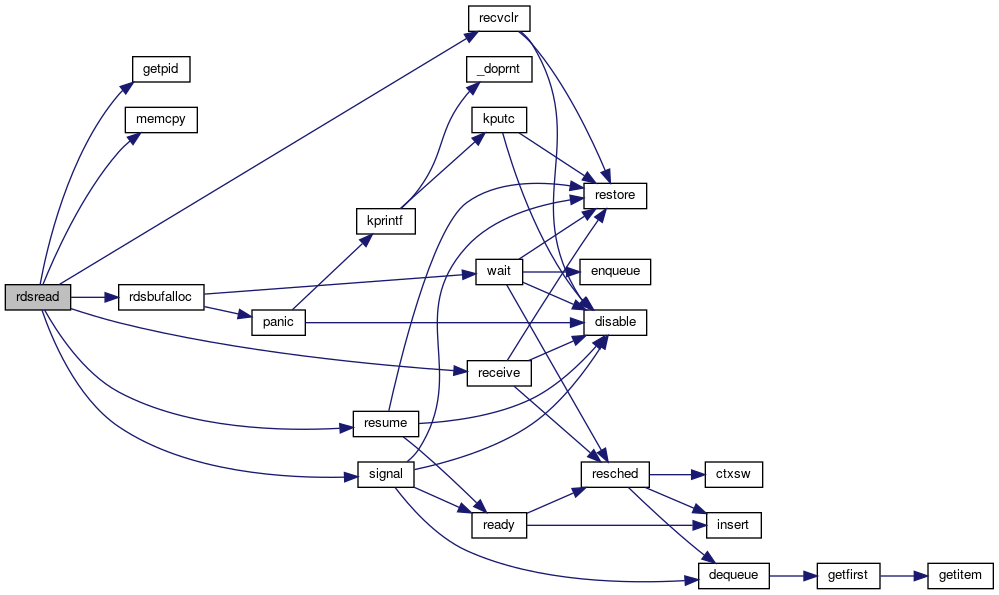 recvclr
getpid
_doprnt
memcpy
kputc
restore
kprintf
wait
enqueue
rdsread
rdsbufalloc
panic
disable
receive
resume
signal
resched
ctxsw
ready
insert
dequeue
getfirst
getitem